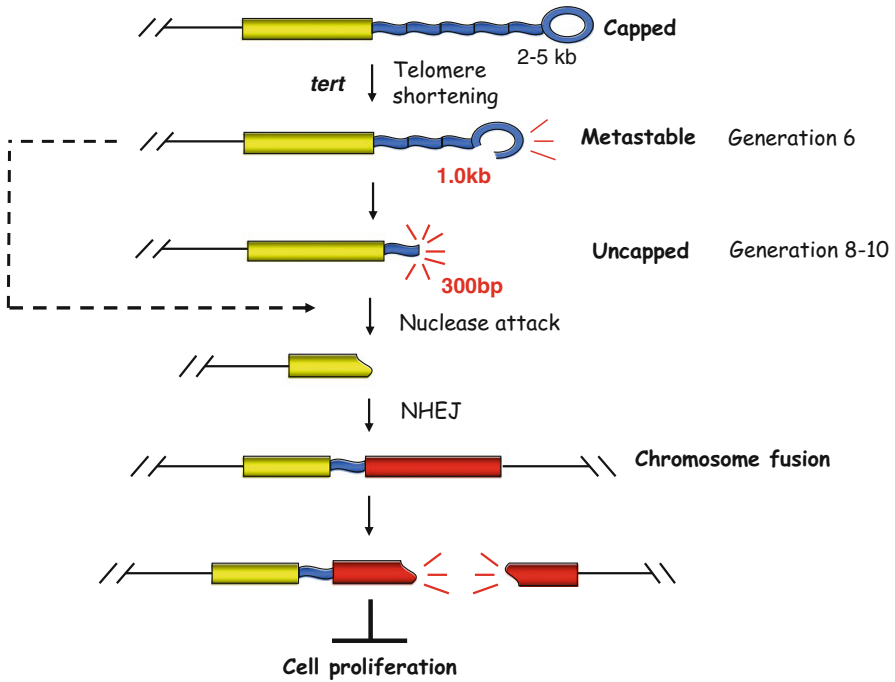 Capped
2-5 kb
tert
Telomere
shortening
Metastable Generation 6
1.0kb
Uncapped Generation 8-10
300bp
Nuclease attack
NHEJ
Chromosome fusion
Cell proliferation